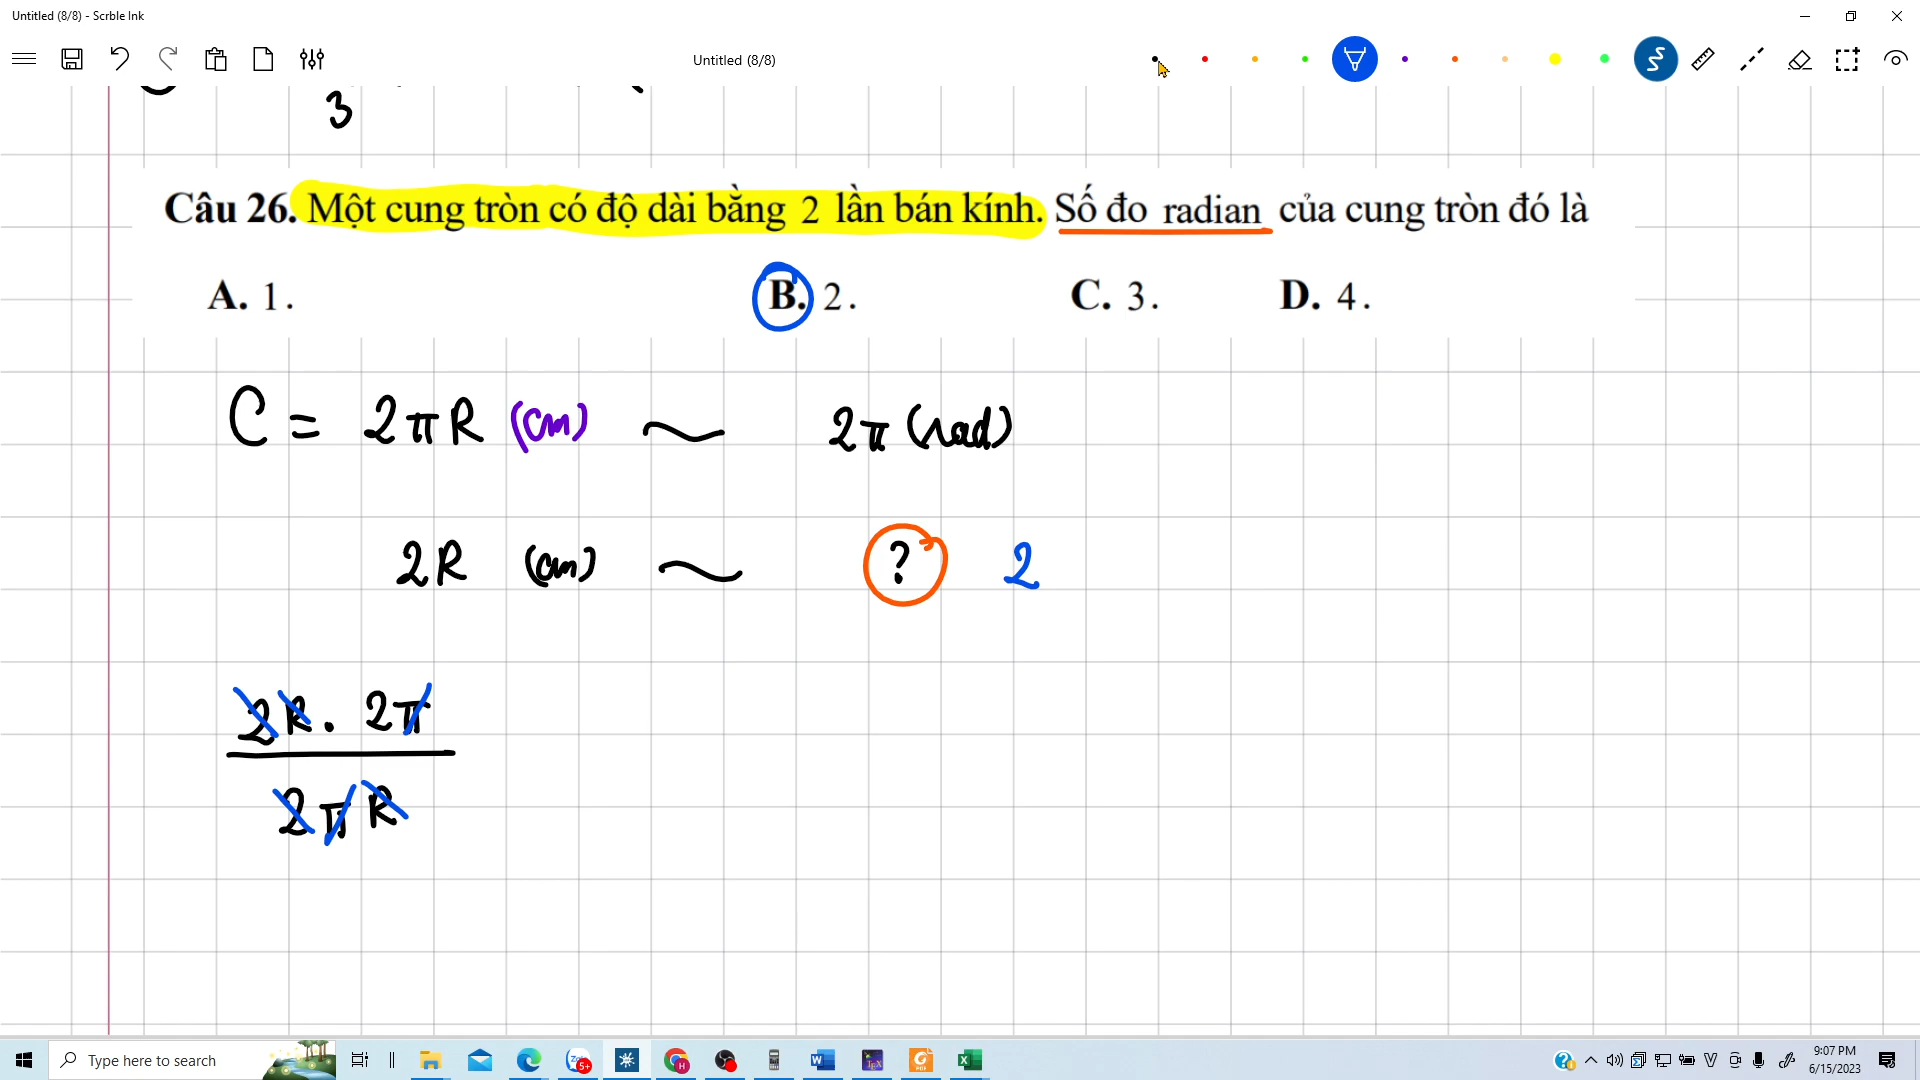 Untitled (8/8) - Scrble Ink
Untitled (8/8)
3
Câu 26. Một cung tròn có độ dài bằng 2 lần bán kính. Số đo radian của cung tròn đó là
A. 1. B. 2. C. 3. D. 4.
C = 2πR (cm) ~ 2π (rad)
2R (cm) ~ ? 2
2R . 2π
2πR
Type here to search
9:07 PM
6/15/2023